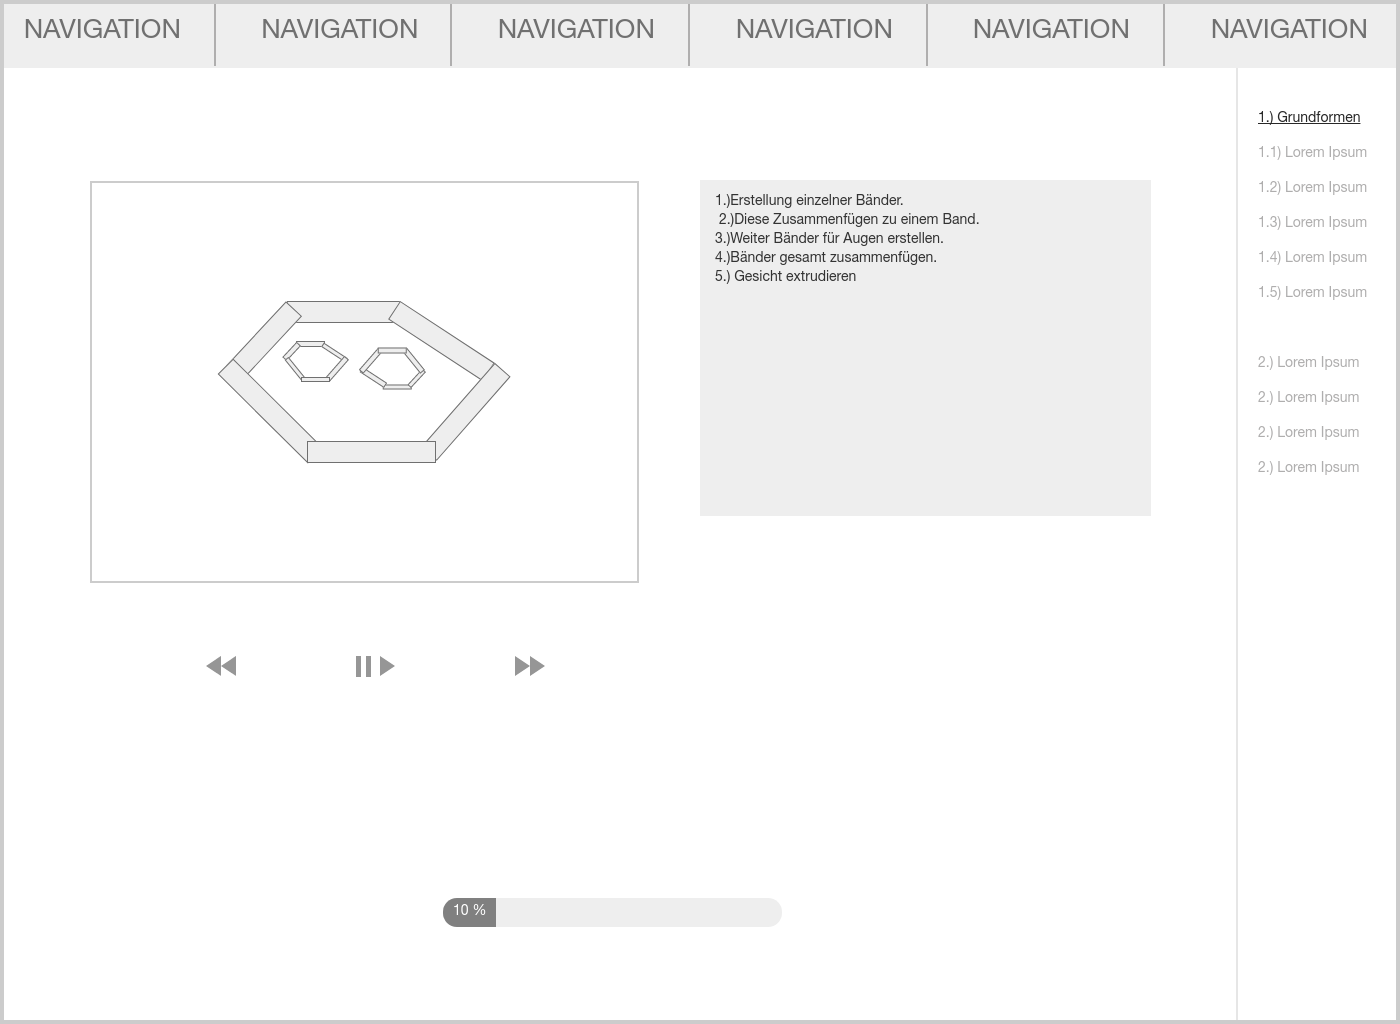 NAVIGATION NAVIGATION NAVIGATION NAVIGATION NAVIGATION NAVIGATION
1.)Erstellung einzelner Bänder.
2.)Diese Zusammenfügen zu einem Band.
3.)Weiter Bänder für Augen erstellen.
4.)Bänder gesamt zusammenfügen.
5.) Gesicht extrudieren
1.) Grundformen
1.1) Lorem Ipsum
1.2) Lorem Ipsum
1.3) Lorem Ipsum
1.4) Lorem Ipsum
1.5) Lorem Ipsum
2.) Lorem Ipsum
2.) Lorem Ipsum
2.) Lorem Ipsum
2.) Lorem Ipsum
10 %